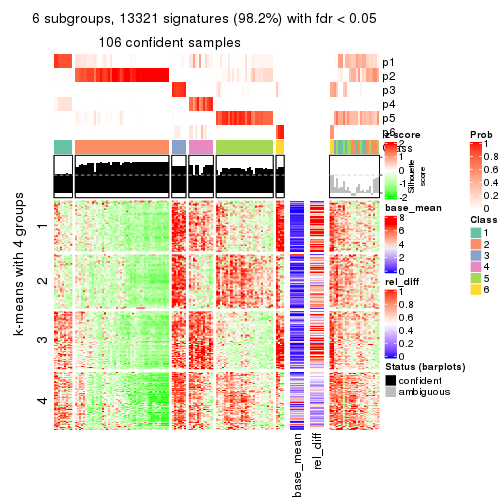 6 subgroups, 13321 signatures (98.2%) with fdr < 0.05
106 confident samples
p1
p2
p3
p4
p5
p6
Class
z-score
2
1
0
-1
-2
Silhouette
score
base_mean
8
6
4
2
0
rel_diff
1
0.8
0.6
0.4
0.2
0
Status (barplots)
confident
ambiguous
Prob
1
0.8
0.6
0.4
0.2
0
Class
1
2
3
4
5
6
k-means with 4 groups
1
2
3
4
base_mean
rel_diff